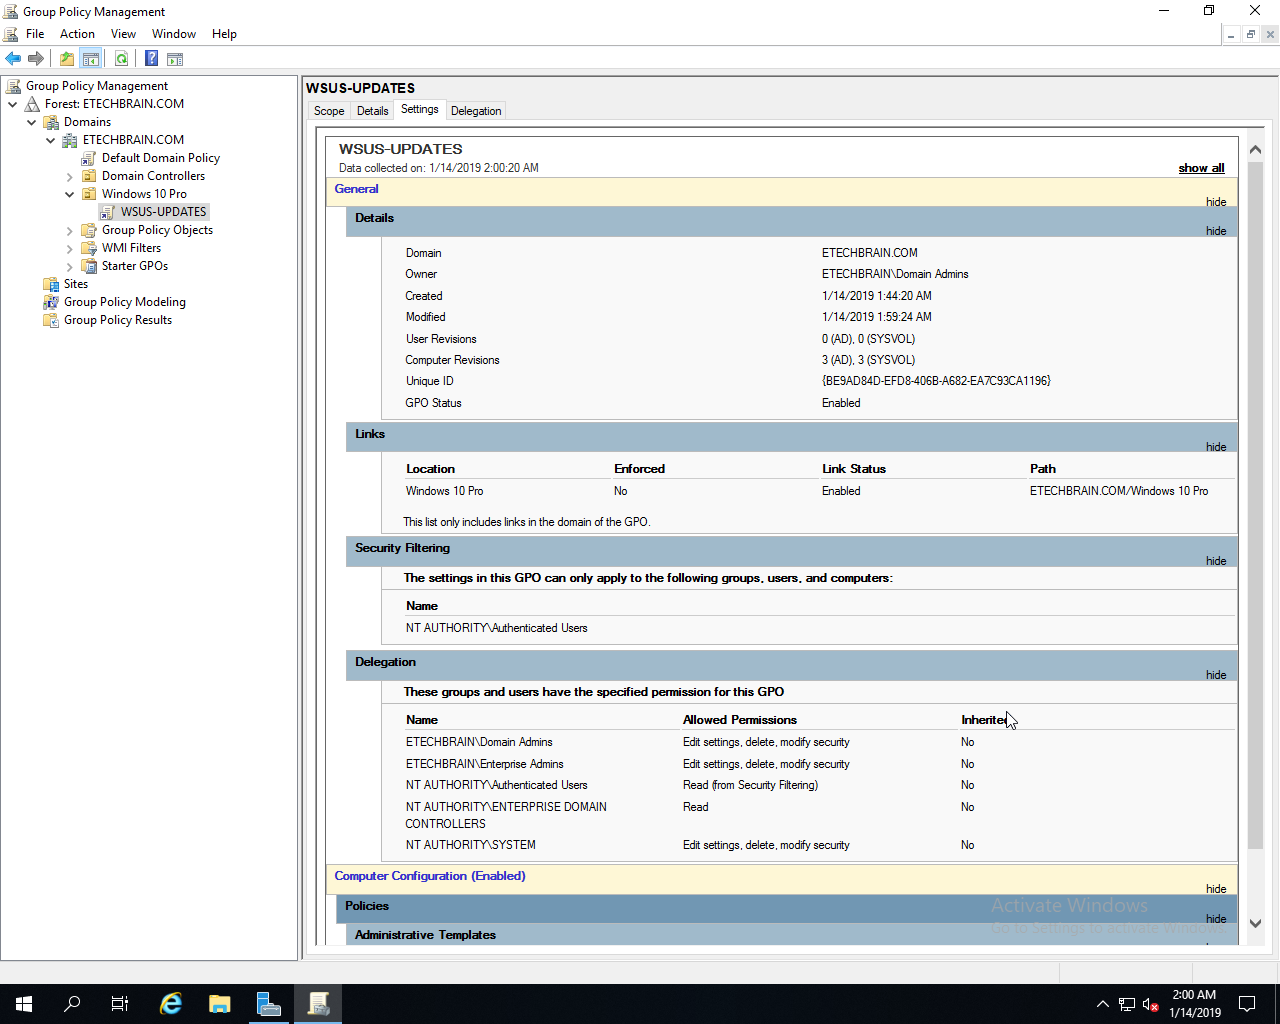 Group Policy Management
File Action View Window Help
Group Policy Management
Forest: ETECHBRAIN.COM
Domains
ETECHBRAIN.COM
Default Domain Policy
Domain Controllers
Windows 10 Pro
WSUS-UPDATES
Group Policy Objects
WMI Filters
Starter GPOs
Sites
Group Policy Modeling
Group Policy Results
WSUS-UPDATES
Scope Details Settings Delegation
WSUS-UPDATES
Data collected on: 1/14/2019 2:00:20 AM show all
General
hide
Details
hide
Domain ETECHBRAIN.COM
Owner ETECHBRAIN\Domain Admins
Created 1/14/2019 1:44:20 AM
Modified 1/14/2019 1:59:24 AM
User Revisions 0 (AD), 0 (SYSVOL)
Computer Revisions 3 (AD), 3 (SYSVOL)
Unique ID {BE9AD84D-EFD8-406B-A682-EA7C93CA1196}
GPO Status Enabled
Links
hide
Location Enforced Link Status Path
Windows 10 Pro No Enabled ETECHBRAIN.COM/Windows 10 Pro
This list only includes links in the domain of the GPO.
Security Filtering
hide
The settings in this GPO can only apply to the following groups, users, and computers:
Name
NT AUTHORITY\Authenticated Users
Delegation
hide
These groups and users have the specified permission for this GPO
Name Allowed Permissions Inherited
ETECHBRAIN\Domain Admins Edit settings, delete, modify security No
ETECHBRAIN\Enterprise Admins Edit settings, delete, modify security No
NT AUTHORITY\Authenticated Users Read (from Security Filtering) No
NT AUTHORITY\ENTERPRISE DOMAIN Read No
CONTROLLERS
NT AUTHORITY\SYSTEM Edit settings, delete, modify security No
Computer Configuration (Enabled)
hide
Policies
Activate Windows
hide
Go to Settings to activate Windows.
Administrative Templates
2:00 AM
1/14/2019